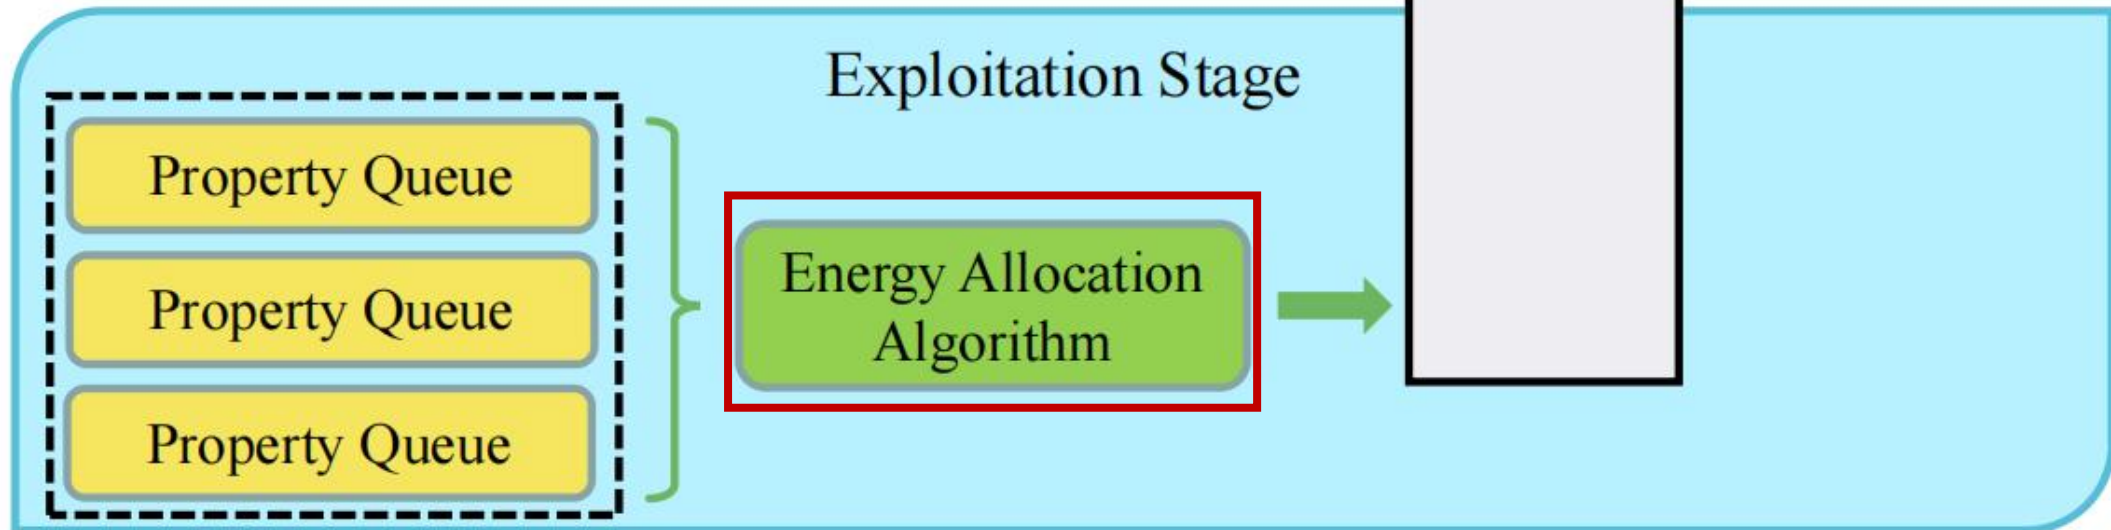 Exploitation Stage
Property Queue
Property Queue
Property Queue
Energy Allocation
Algorithm